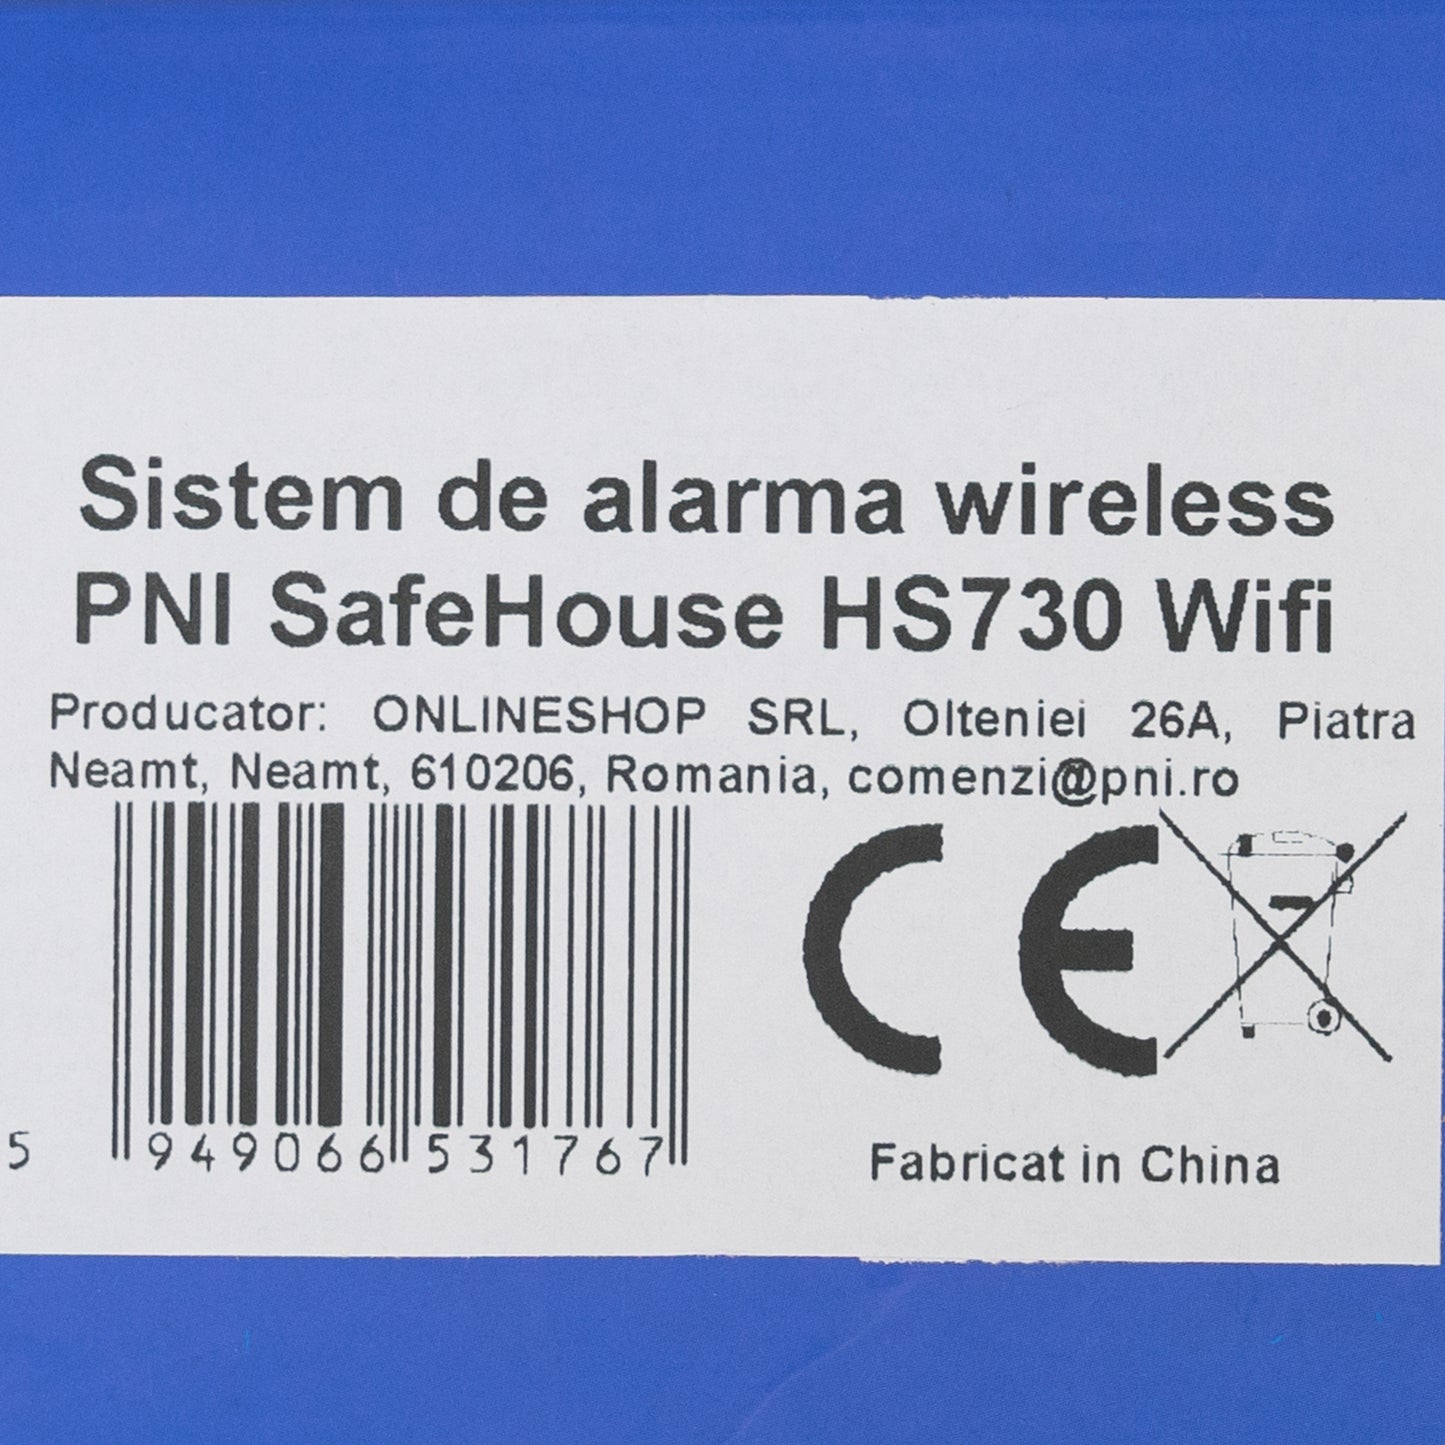 Sistem de alarma wireless
PNI SafeHouse HS730 Wifi
Producator: ONLINESHOP SRL, Olteniei 26A, Piatra
Neamt, Neamt, 610206, Romania, comenzi@pni.ro
CE
5 949066 531767
Fabricat in China